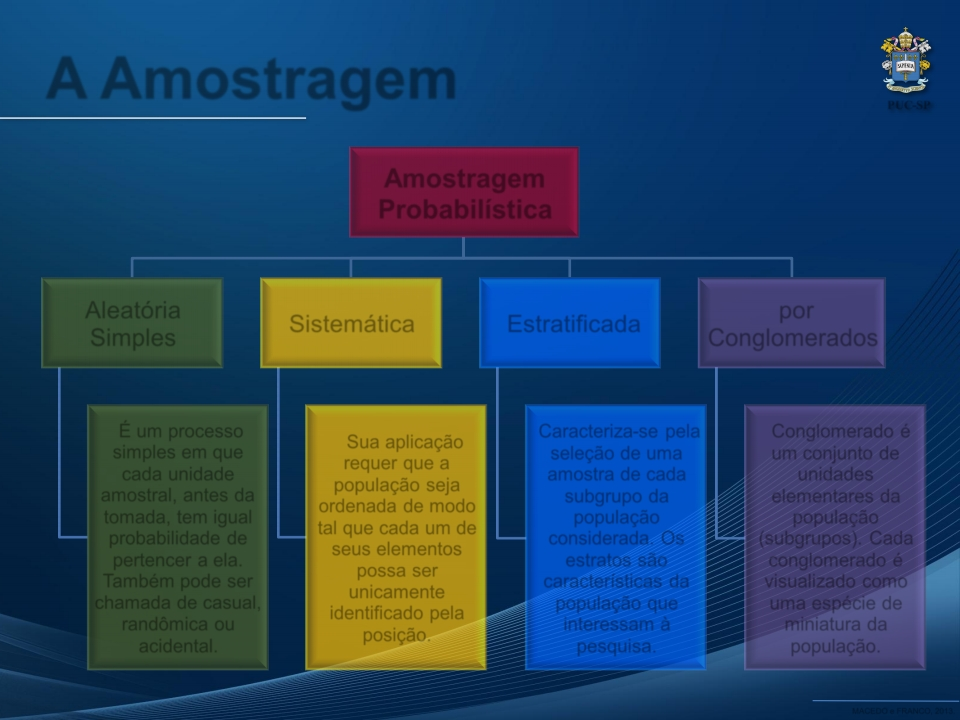 A Amostragem
PUC-SP
Amostragem
Probabilística
Aleatória
Simples
Sistemática
Estratificada
por
Conglomerados
É um processo
simples em que
cada unidade
amostral, antes da
tomada, tem igual
probabilidade de
pertencer a ela.
Também pode ser
chamada de casual,
randômica ou
acidental.
Sua aplicação
requer que a
população seja
ordenada de modo
tal que cada um de
seus elementos
possa ser
unicamente
identificado pela
posição.
Caracteriza-se pela
seleção de uma
amostra de cada
subgrupo da
população
considerada. Os
estratos são
características da
população que
interessam à
pesquisa.
Conglomerado é
um conjunto de
unidades
elementares da
população
(subgrupos). Cada
conglomerado é
visualizado como
uma espécie de
miniatura da
população.